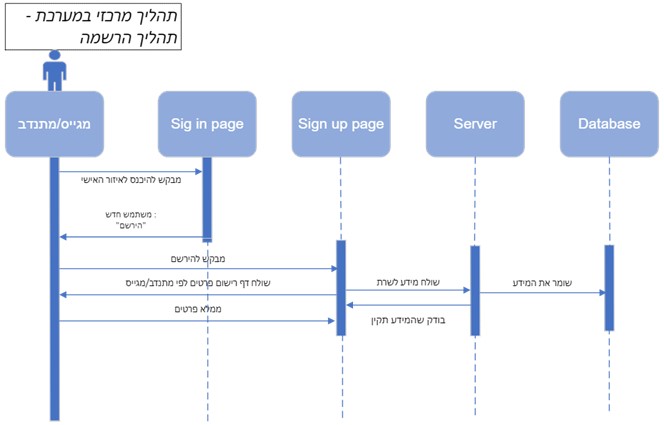 תהליך מרכזי במערכת -
תהליך הרשמה
מגייס/מתנדב
Sig in page
Sign up page
Server
Database
מבקש להיכנס לאיזור האישי
משתמש חדש :
"הירשם"
מבקש להירשם
שולח דף רישום פרטים לפי מתנדב/מגייס
שולח מידע לשרת
שומר את המידע
ממלא פרטים
בודק שהמידע תקין